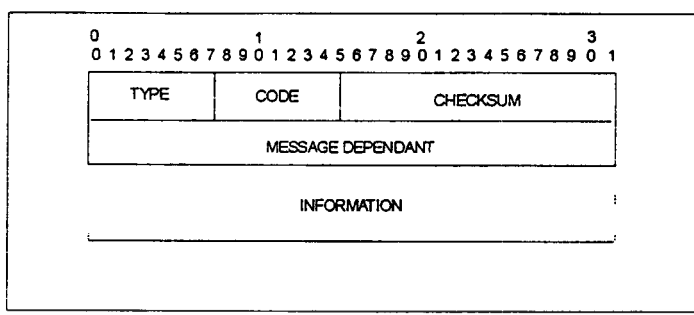 0 1 2 3
0 1 2 3 4 5 6 7 8 9 0 1 2 3 4 5 6 7 8 9 0 1 2 3 4 5 6 7 8 9 0 1
TYPE CODE CHECKSUM
MESSAGE DEPENDANT
INFORMATION